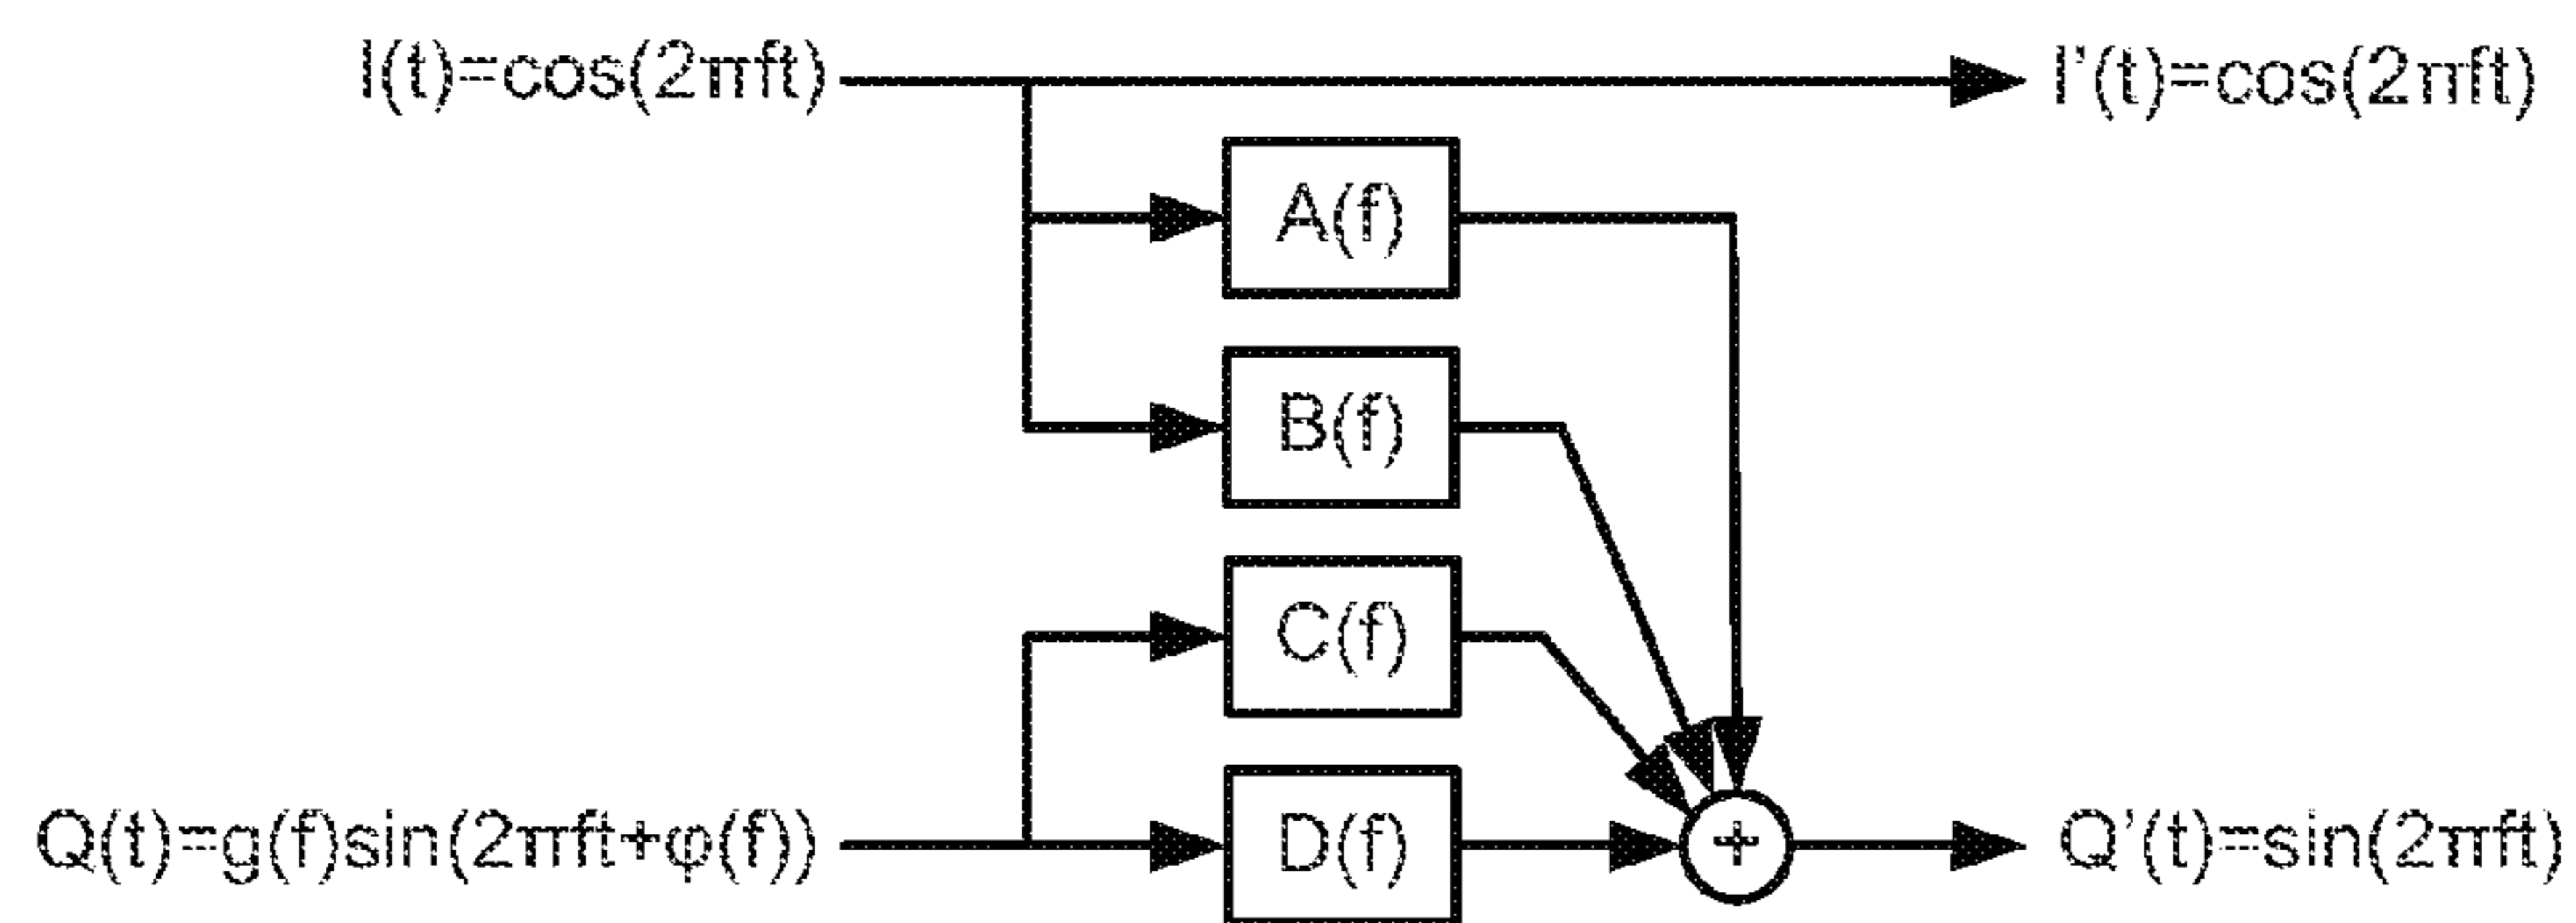 I(t)=cos(2πft)
I'(t)=cos(2πft)
A(f)
B(f)
C(f)
D(f)
Q(t)=g(f)sin(2πft+φ(f))
+
Q'(t)=sin(2πft)